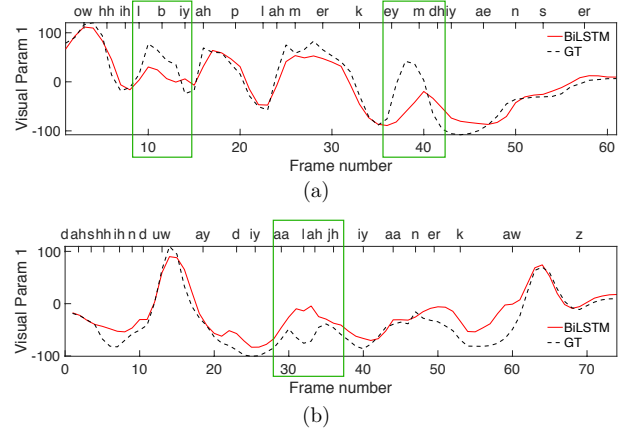 ow hh ih l b iy ah p l ah m er k ey m dh iy ae n s er
100
0
-100
Visual Param 1
BiLSTM
GT
10 20 30 40 50 60
Frame number
(a)
d ah s hh ih n d uw ay d iy aa l ah jh iy aa n er k aw z
100
0
-100
Visual Param 1
BiLSTM
GT
0 10 20 30 40 50 60 70
Frame number
(b)